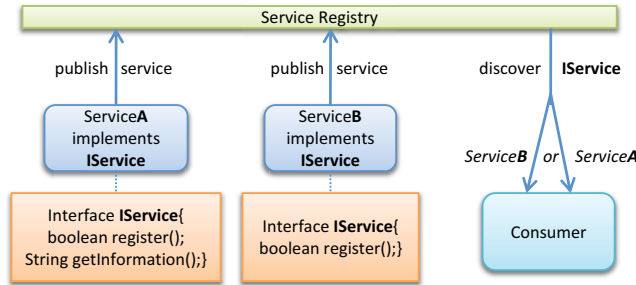 Service Registry
publish service
publish service
discover IService
ServiceA
implements
IService
ServiceB
implements
IService
ServiceB or ServiceA
Interface IService{
boolean register();
String getInformation();}
Interface IService{
boolean register();}
Consumer